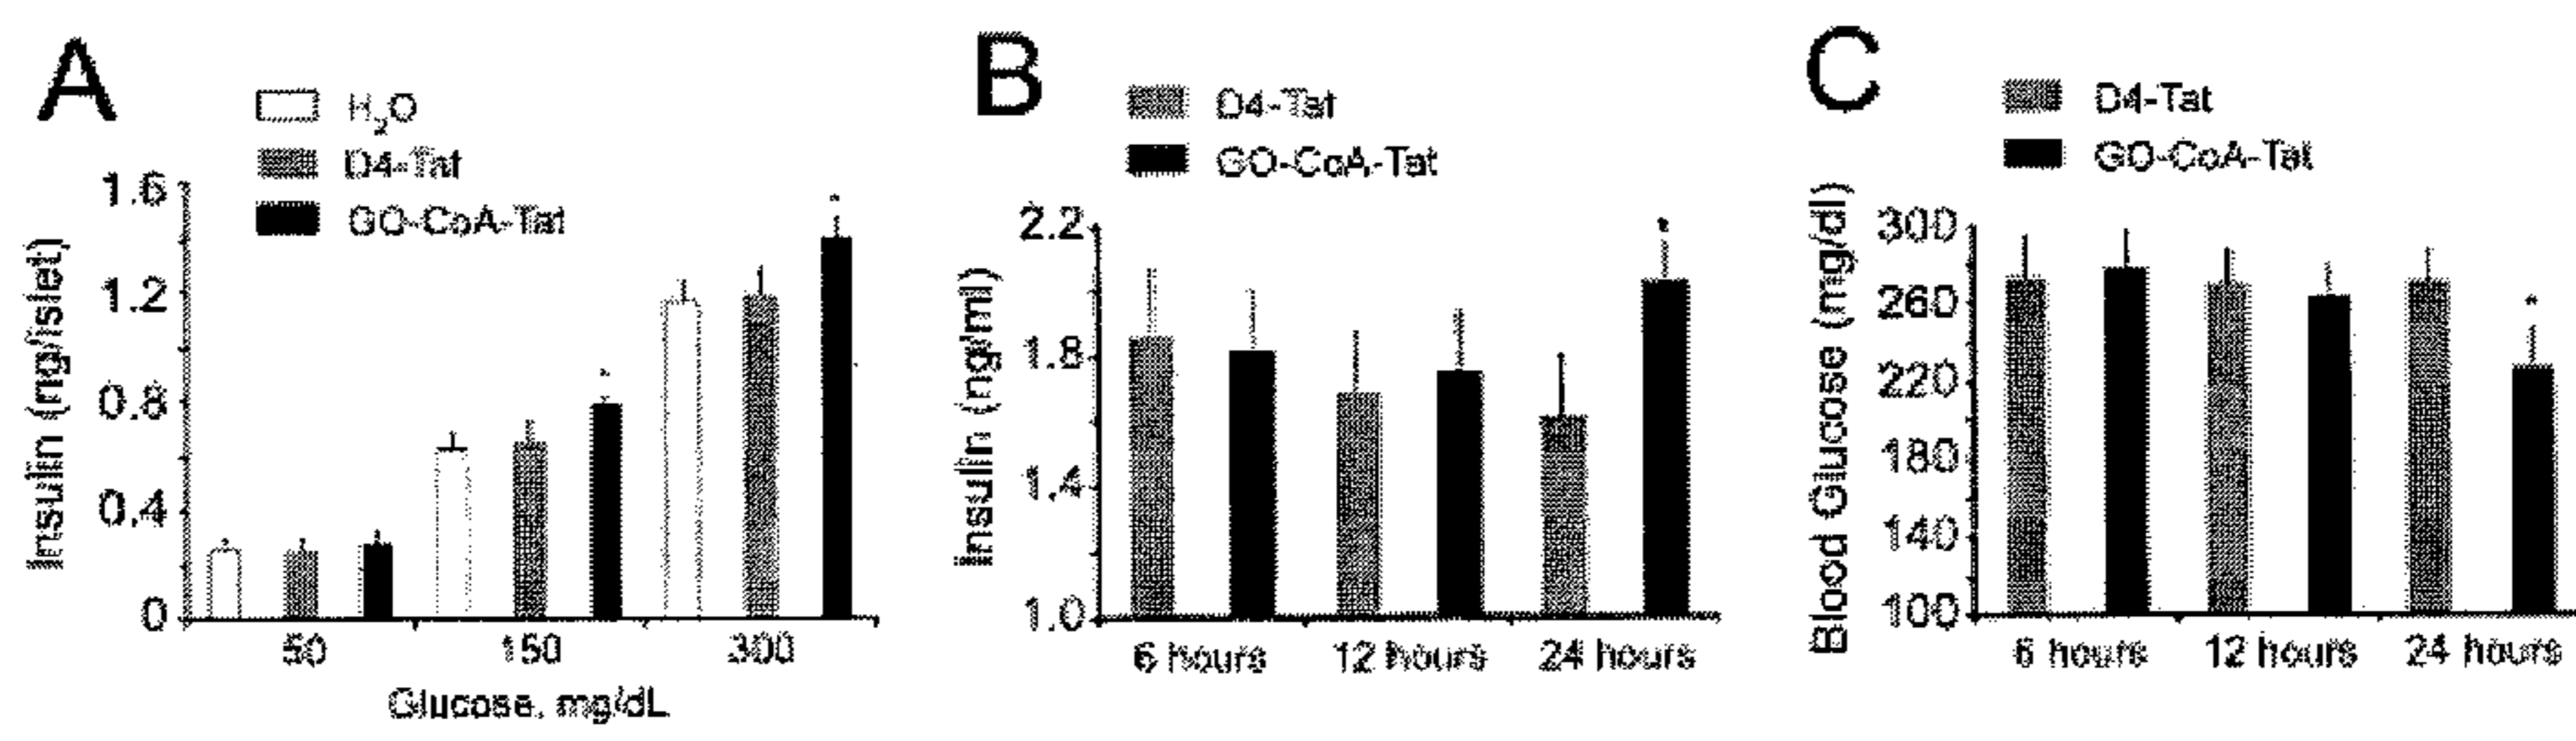 A
H₂O
D4-Tat
GO-CoA-Tat
Insulin (ng/islet)
1.6
1.2
0.8
0.4
0
50 150 300
Glucose, mg/dL
B
D4-Tat
GO-CoA-Tat
insulin (ng/ml)
2.2
1.8
1.4
1.0
6 hours 12 hours 24 hours
C
D4-Tat
GO-CoA-Tat
Blood Glucose (mg/dl)
300
260
220
180
140
100
6 hours 12 hours 24 hours